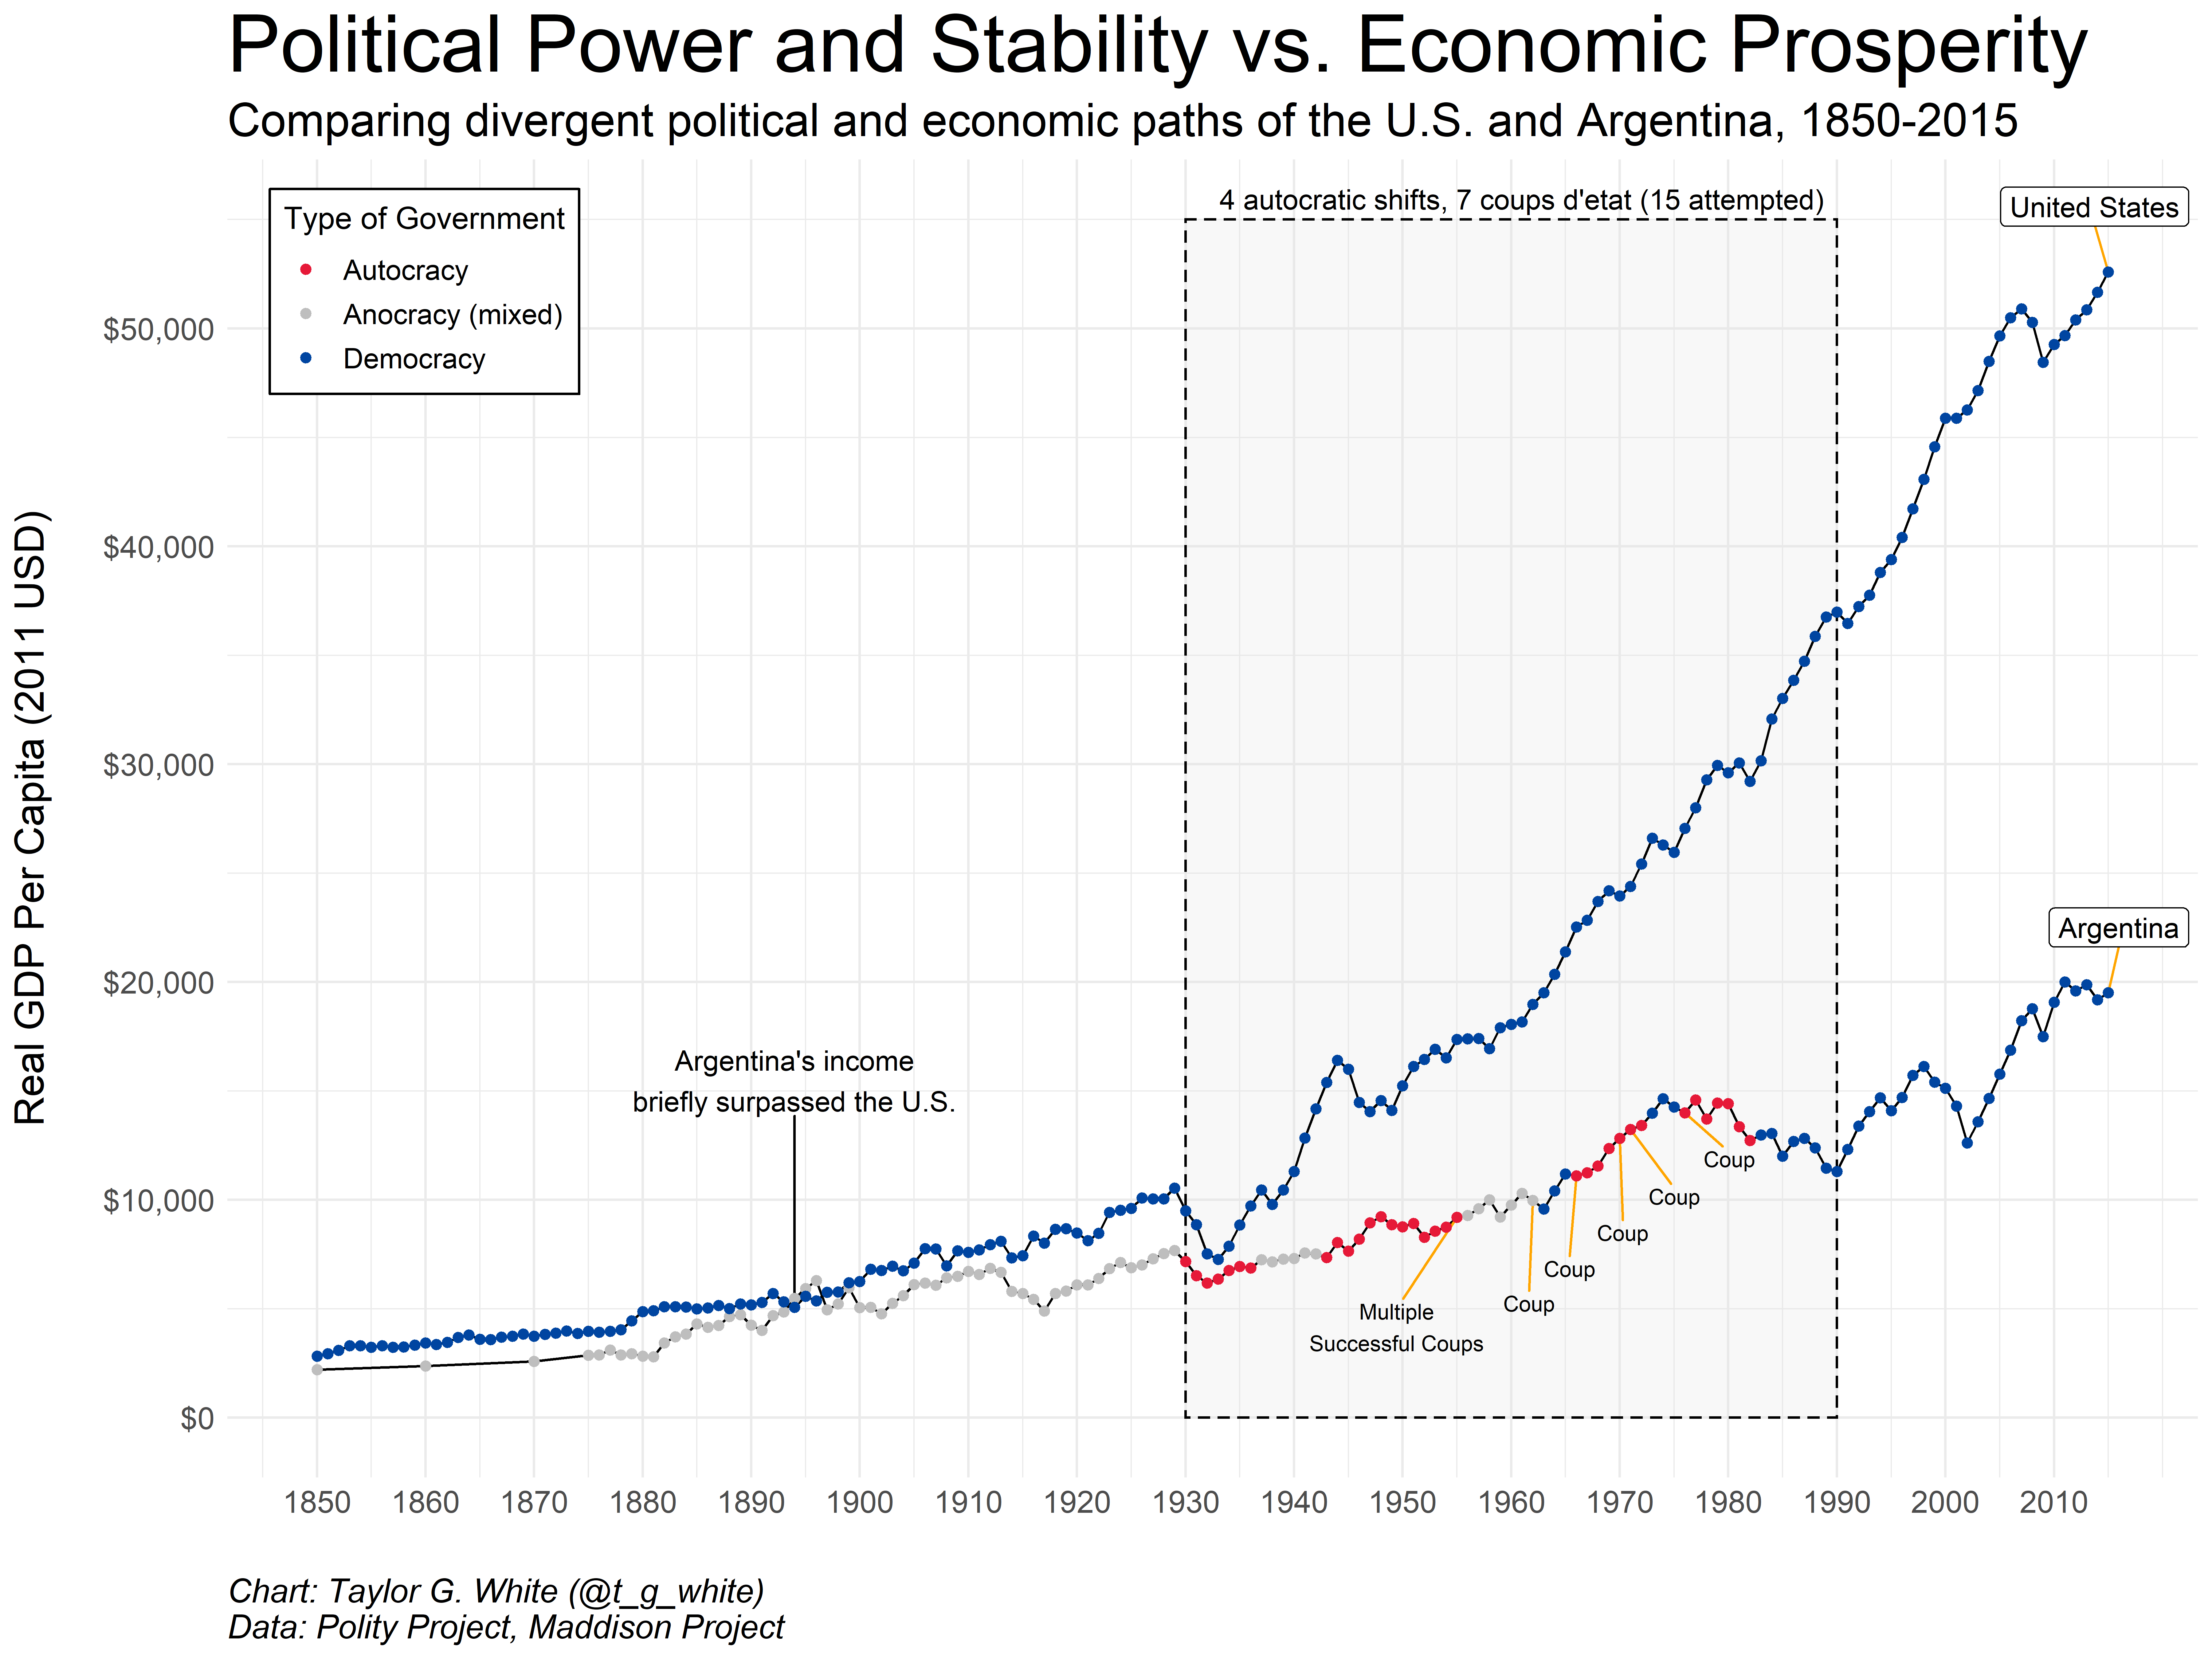 Political Power and Stability vs. Economic Prosperity
Comparing divergent political and economic paths of the U.S. and Argentina, 1850-2015
4 autocratic shifts, 7 coups d'etat (15 attempted)
United States
Type of Government
Autocracy
Anocracy (mixed)
Democracy
$50,000
$40,000
$30,000
$20,000
$10,000
$0
Real GDP Per Capita (2011 USD)
Argentina
Argentina's income
briefly surpassed the U.S.
Coup
Coup
Coup
Coup
Coup
Multiple
Successful Coups
1850 1860 1870 1880 1890 1900 1910 1920 1930 1940 1950 1960 1970 1980 1990 2000 2010
Chart: Taylor G. White (@t_g_white)
Data: Polity Project, Maddison Project